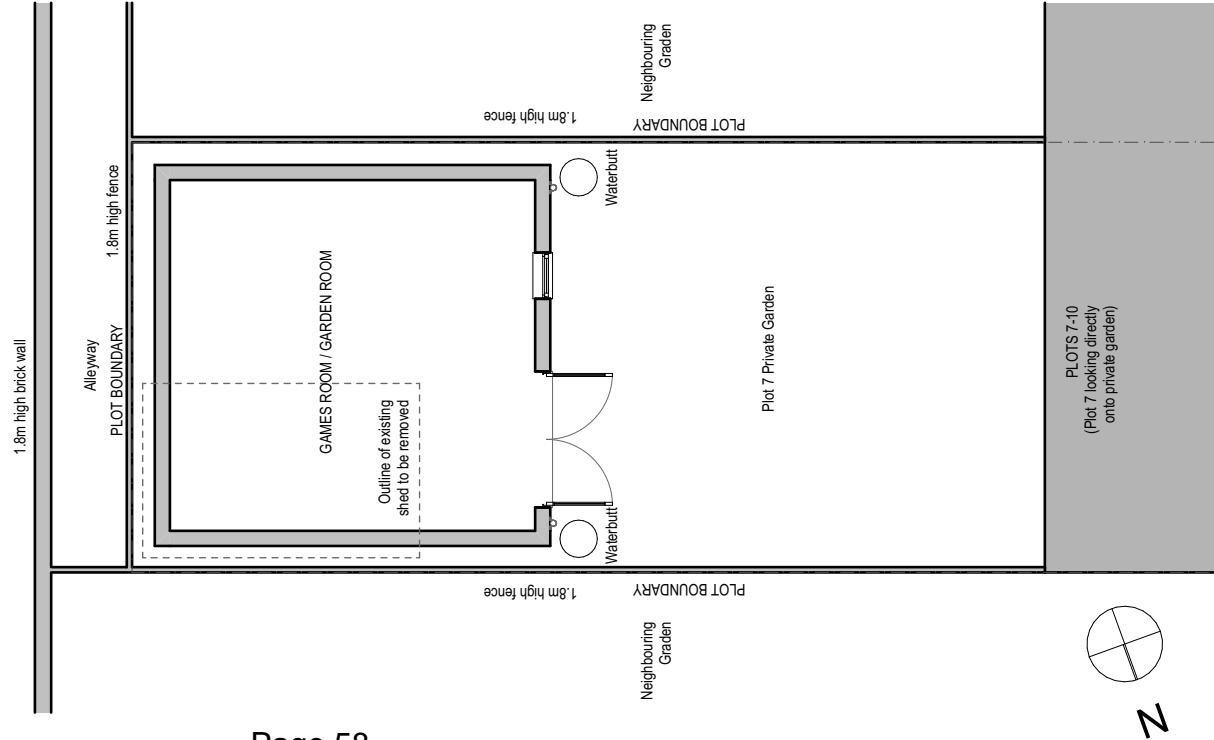 1.8m high brick wall
Alleyway
PLOT BOUNDARY
1.8m high fence
GAMES ROOM / GARDEN ROOM
Outline of existing
shed to be removed
Waterbutt
Waterbutt
1.8m high fence
PLOT BOUNDARY
Neighbouring
Graden
Plot 7 Private Garden
1.8m high fence
PLOT BOUNDARY
Neighbouring
Graden
PLOTS 7-10
(Plot 7 looking directly
onto private garden)
N
Page 58